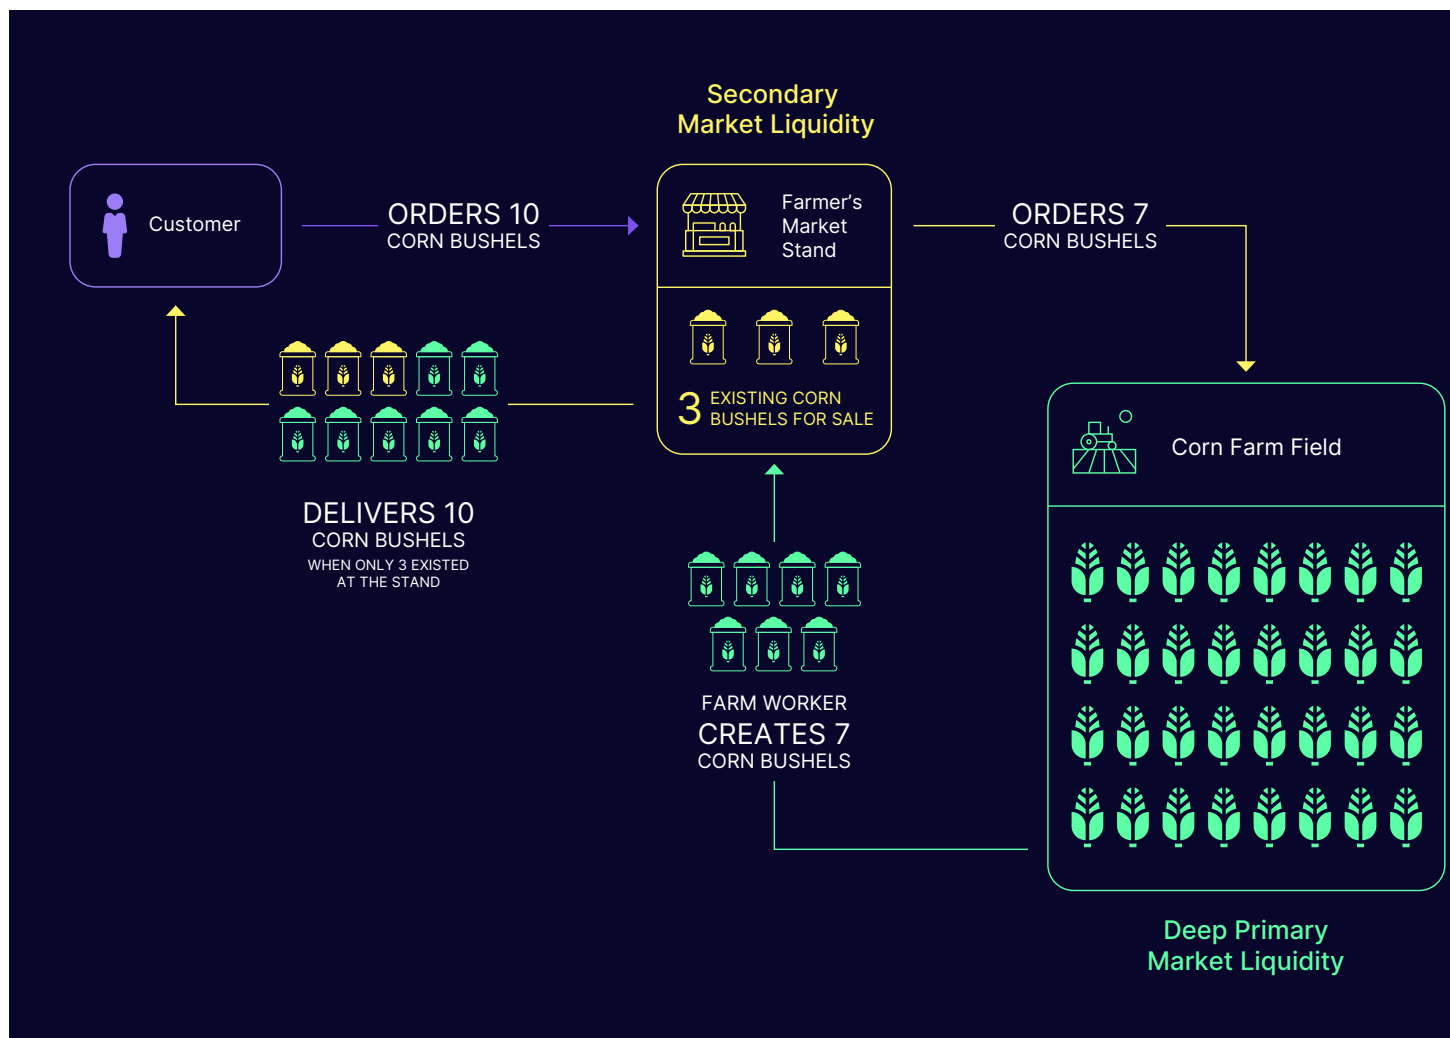 Secondary
Market Liquidity
Customer
ORDERS 10
CORN BUSHELS
Farmer’s
Market
Stand
ORDERS 7
CORN BUSHELS
3 EXISTING CORN
BUSHELS FOR SALE
Corn Farm Field
DELIVERS 10
CORN BUSHELS
WHEN ONLY 3 EXISTED
AT THE STAND
FARM WORKER
CREATES 7
CORN BUSHELS
Deep Primary
Market Liquidity